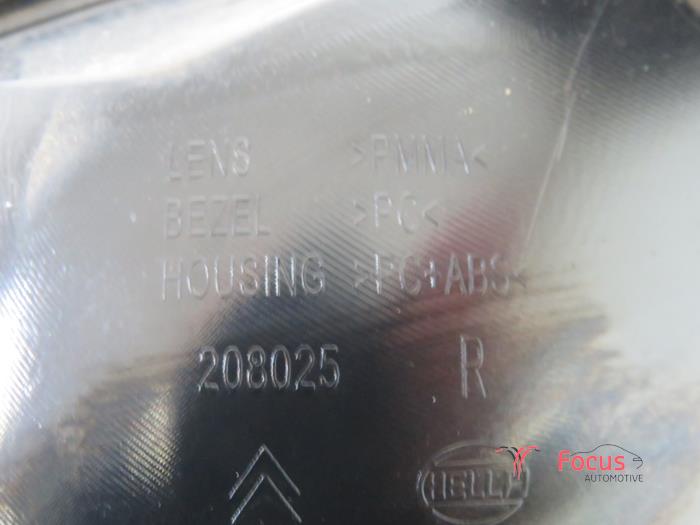 LENS >PMMA<
BEZEL >PC<
HOUSING >PC+ABS<
208025 R
HELLA
Focus
AUTOMOTIVE